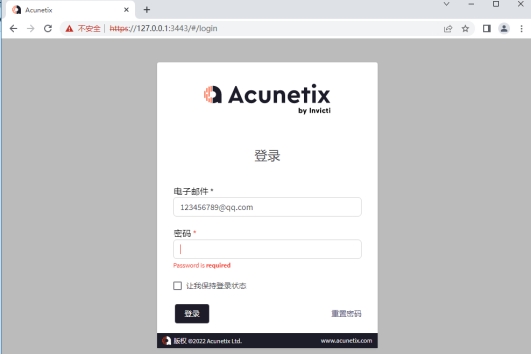 Acunetix
不安全 https://127.0.0.1:3443/#/login
Acunetix
by Invicti
登录
电子邮件 *
123456789@qq.com
密码 *
Password is required
让我保持登录状态
登录 重置密码
版权 ©2022 Acunetix Ltd. www.acunetix.com